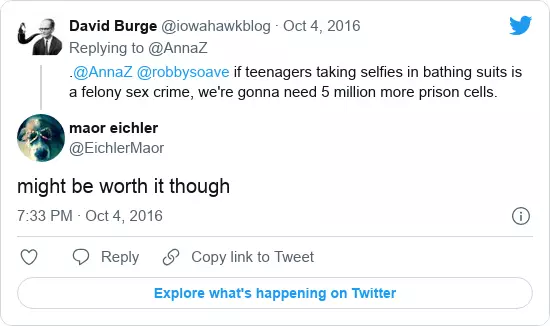 David Burge @iowahawkblog · Oct 4, 2016
Replying to @AnnaZ
.@AnnaZ @robbysoave if teenagers taking selfies in bathing suits is
a felony sex crime, we're gonna need 5 million more prison cells.
maor eichler
@EichlerMaor
might be worth it though
7:33 PM · Oct 4, 2016
Reply Copy link to Tweet
Explore what's happening on Twitter